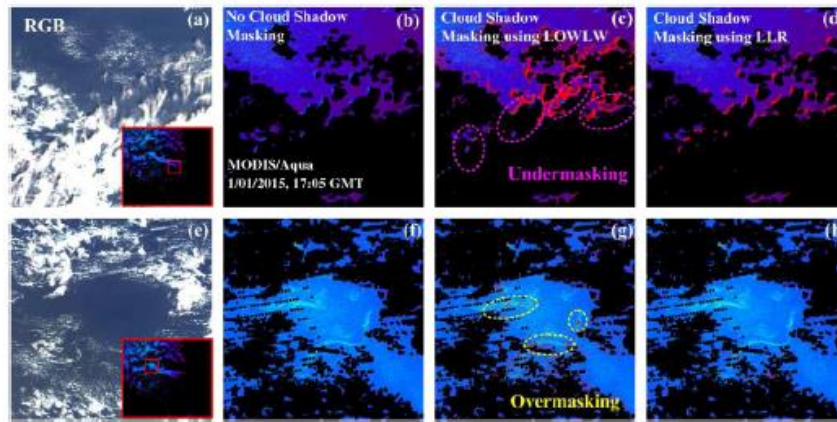 RGB
(a)
No Cloud Shadow
Masking
(b)
MODIS/Aqua
1/01/2015, 17:05 GMT
Cloud Shadow
Masking using LOWLW
(c)
Undermasking
Cloud Shadow
Masking using LLR
(d)
(e)
(f)
(g)
Overmasking